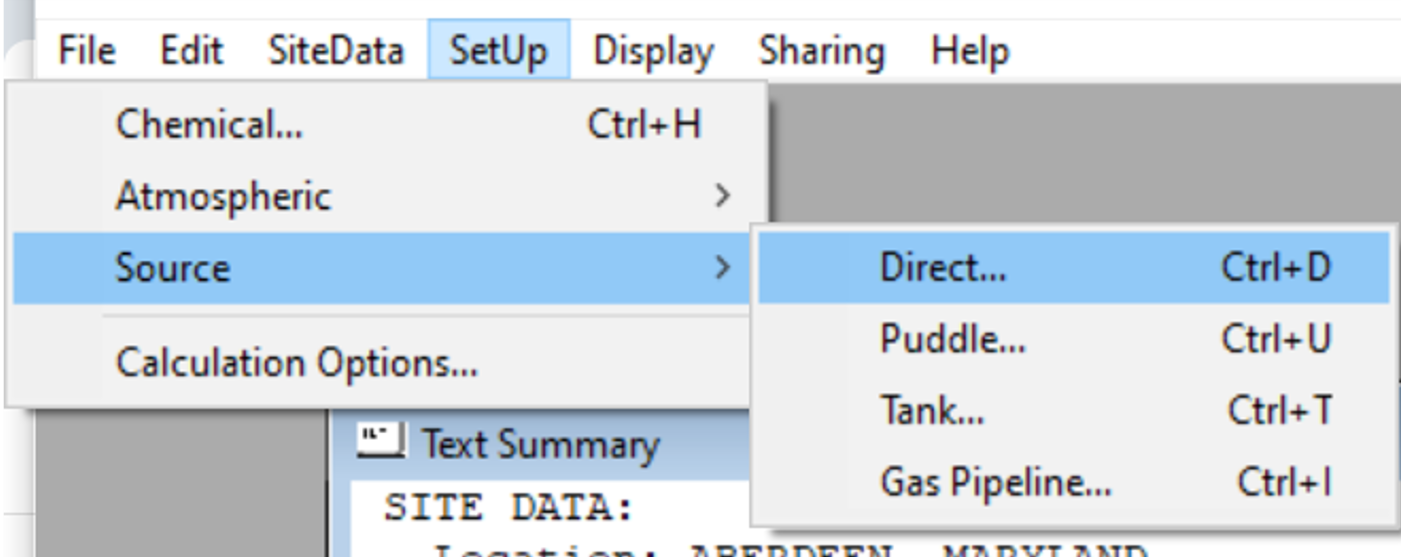 File Edit SiteData SetUp Display Sharing Help
Chemical... Ctrl+H
Atmospheric >
Source >
Direct... Ctrl+D
Puddle... Ctrl+U
Calculation Options...
Tank... Ctrl+T
Text Summary
Gas Pipeline... Ctrl+I
SITE DATA:
Location: ABERDEEN, MARYLAND